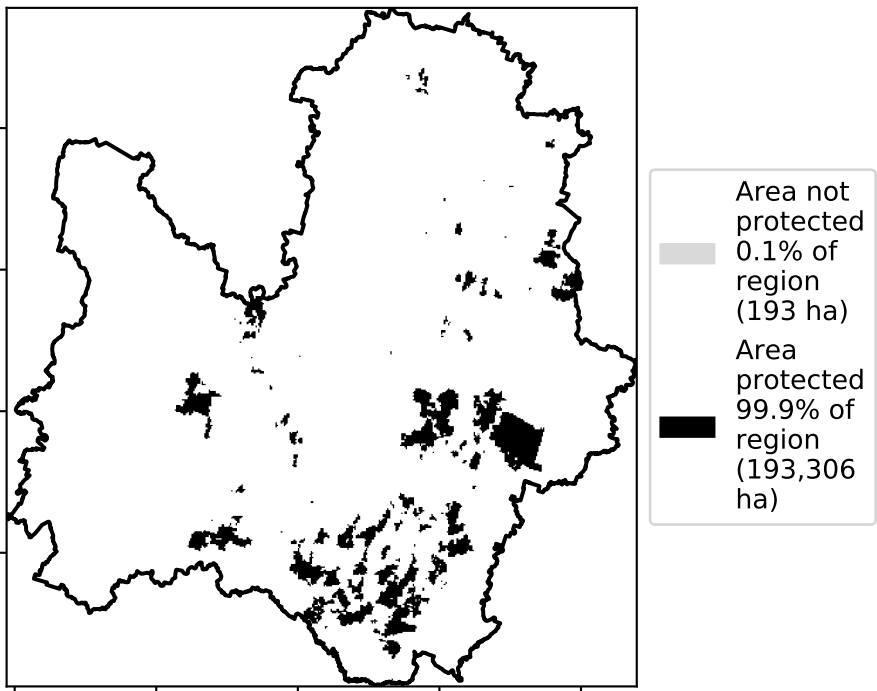 Area not
protected
0.1% of
region
(193 ha)
Area
protected
99.9% of
region
(193,306
ha)